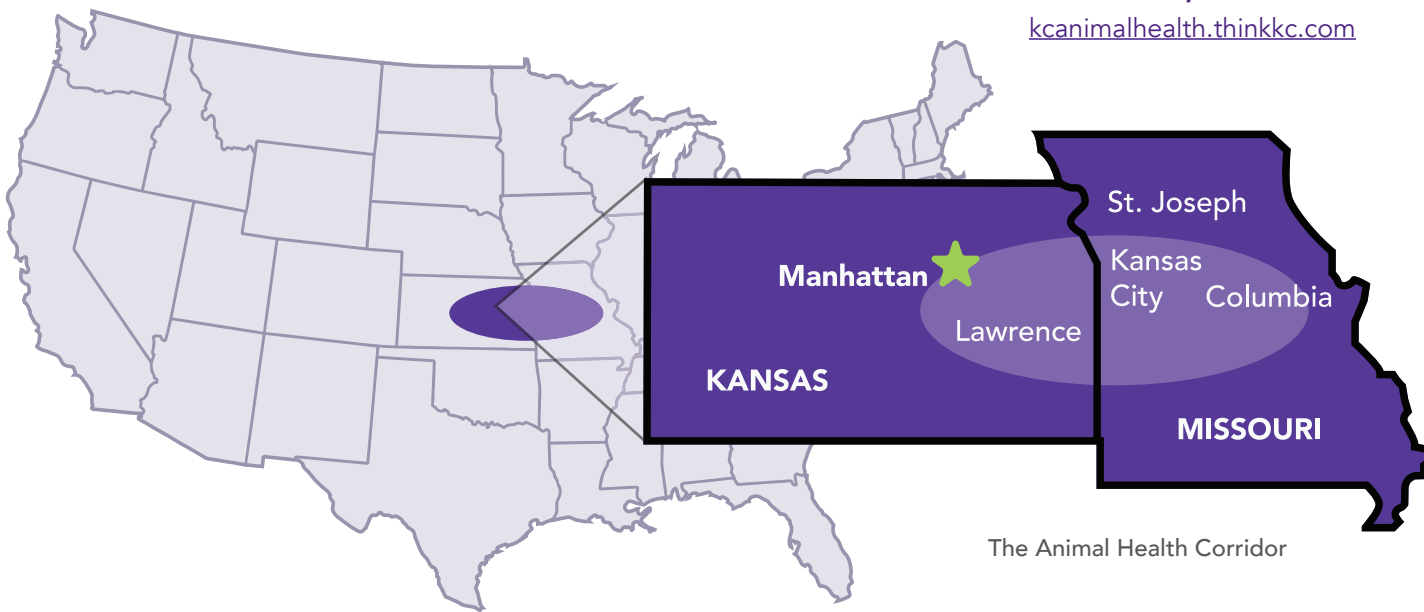 kcanimalhealth.thinkkc.com
St. Joseph
Manhattan
Kansas
City
Columbia
Lawrence
KANSAS
MISSOURI
The Animal Health Corridor